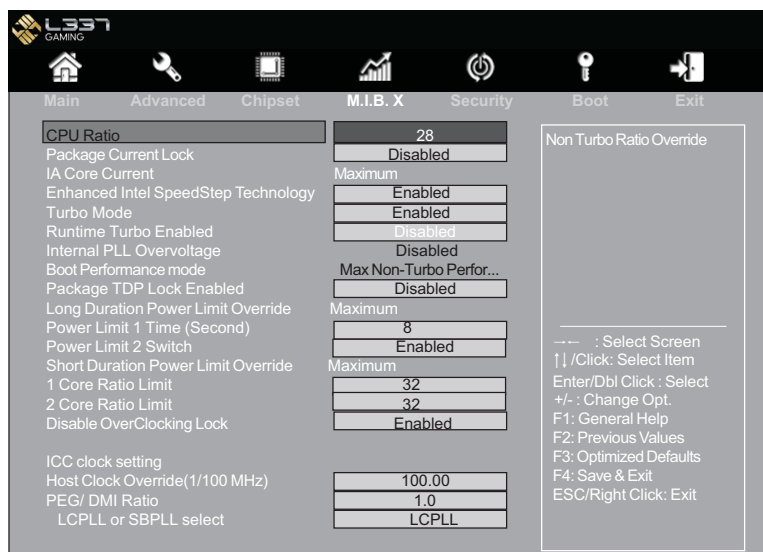 L337
GAMING
Main Advanced Chipset M.I.B. X Security Boot Exit
CPU Ratio 28
Package Current Lock Disabled
IA Core Current Maximum
Enhanced Intel SpeedStep Technology Enabled
Turbo Mode Enabled
Runtime Turbo Enabled Disabled
Internal PLL Overvoltage Disabled
Boot Performance mode Max Non-Turbo Perfor...
Package TDP Lock Enabled Disabled
Long Duration Power Limit Override Maximum
Power Limit 1 Time (Second) 8
Power Limit 2 Switch Enabled
Short Duration Power Limit Override Maximum
1 Core Ratio Limit 32
2 Core Ratio Limit 32
Disable OverClocking Lock Enabled
ICC clock setting
Host Clock Override(1/100 MHz) 100.00
PEG/ DMI Ratio 1.0
LCPLL or SBPLL select LCPLL
Non Turbo Ratio Override
→← : Select Screen
↑↓/Click: Select Item
Enter/Dbl Click : Select
+/- : Change Opt.
F1: General Help
F2: Previous Values
F3: Optimized Defaults
F4: Save & Exit
ESC/Right Click: Exit